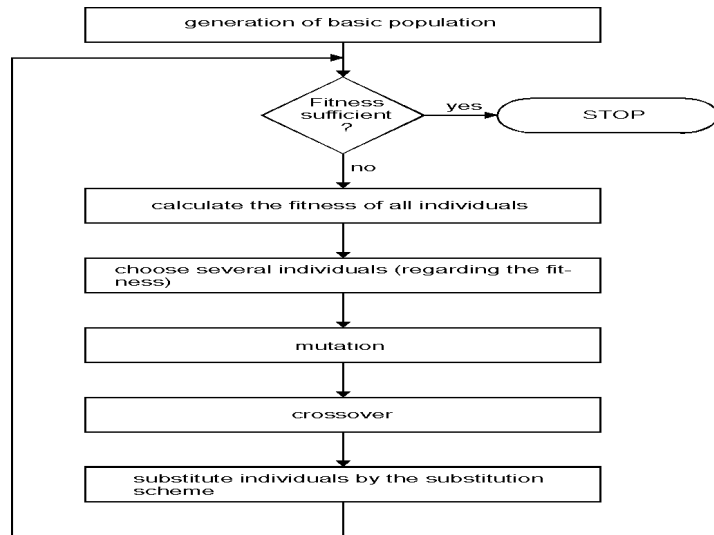 generation of basic population
Fitness
sufficient
?
yes
STOP
no
calculate the fitness of all individuals
choose several individuals (regarding the fit-
ness)
mutation
crossover
substitute individuals by the substitution
scheme